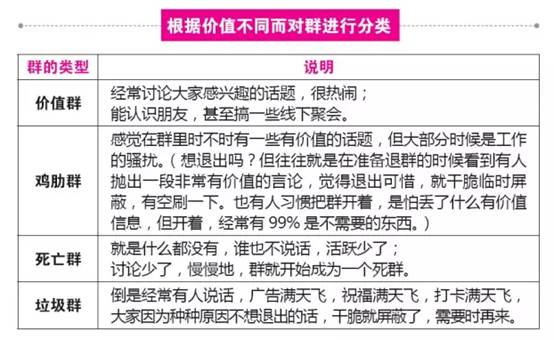 根据价值不同而对群进行分类
群的类型
说明
价值群
经常讨论大家感兴趣的话题，很热闹；
能认识朋友，甚至搞一些线下聚会。
鸡肋群
感觉在群里时不时有一些有价值的话题，但大部分时候是工作
的骚扰。（想退出吗？但往往就是在准备退群的时候看到有人
抛出一段非常有价值的言论，觉得退出可惜，就干脆临时屏
蔽，有空刷一下。也有人习惯把群开着，是怕丢了什么有价值
信息，但开着，经常有 99% 是不需要的东西。）
死亡群
就是什么都没有，谁也不说话，活跃少了；
讨论少了，慢慢地，群就开始成为一个死群。
垃圾群
倒是经常有人说话，广告满天飞，祝福满天飞，打卡满天飞，
大家因为种种原因不想退出的话，干脆就屏蔽了，需要时再来。